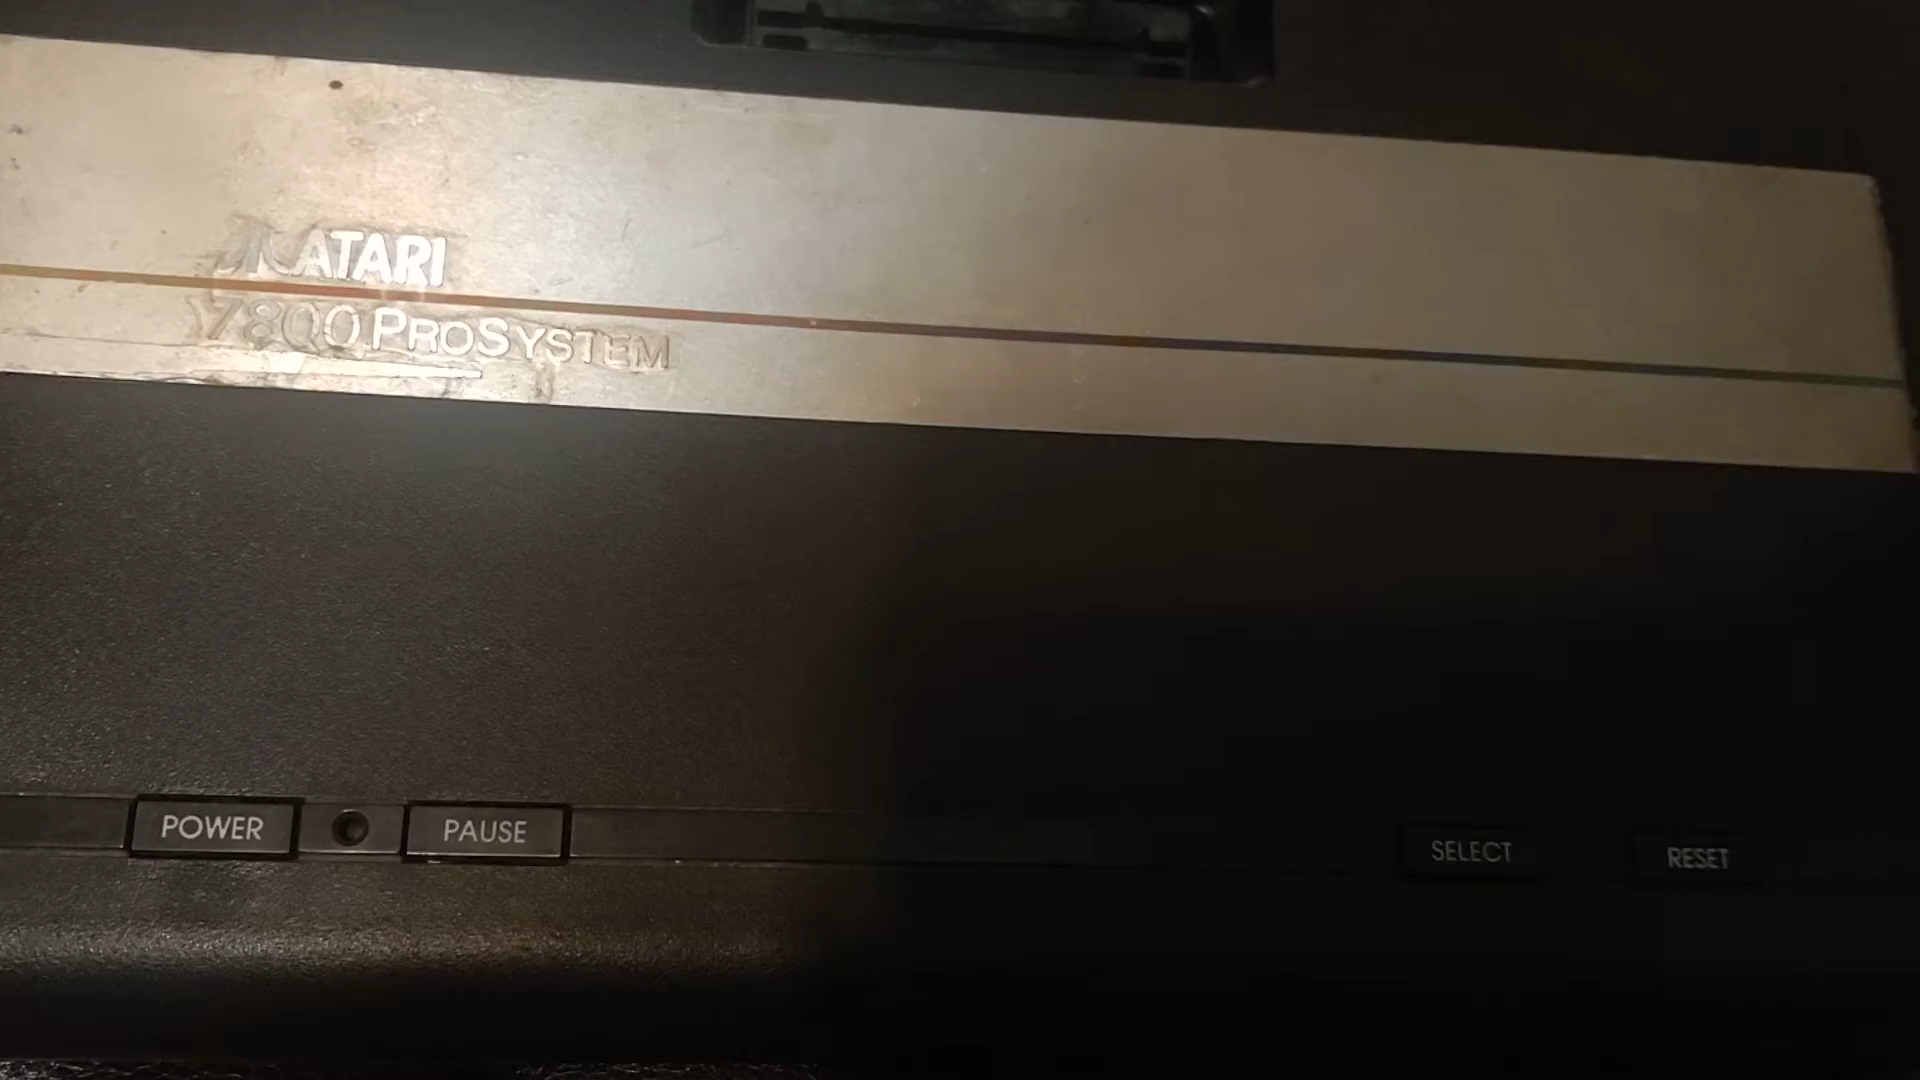 ATARI
7800 PROSYSTEM
POWER
PAUSE
SELECT
RESET